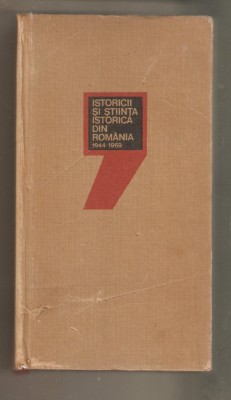 ISTORICII
ȘI ȘTIINȚA
ISTORICĂ
DIN
ROMÂNIA
1944-1969